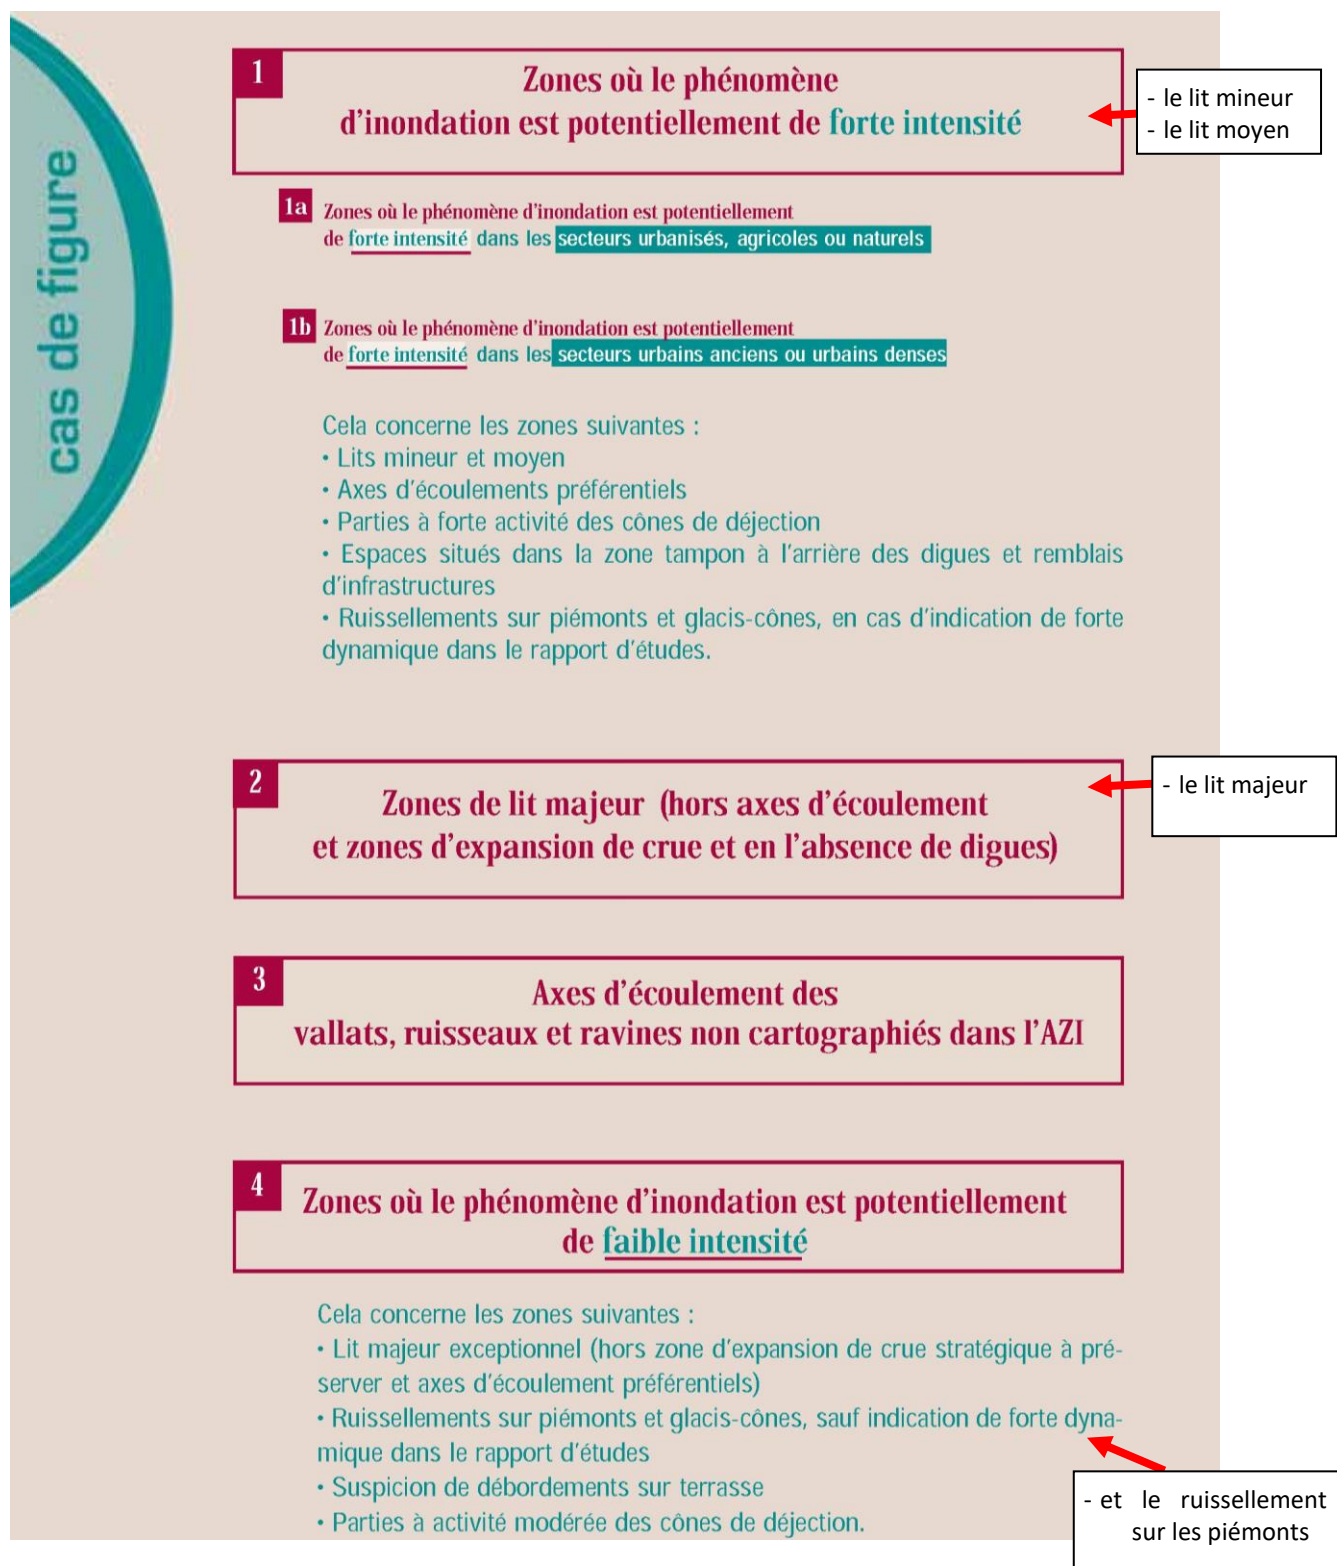 cas de figure
1
Zones où le phénomène
d'inondation est potentiellement de forte intensité
- le lit mineur
- le lit moyen
1a Zones où le phénomène d'inondation est potentiellement
de forte intensité dans les secteurs urbanisés, agricoles ou naturels
1b Zones où le phénomène d'inondation est potentiellement
de forte intensité dans les secteurs urbains anciens ou urbains denses
Cela concerne les zones suivantes :
• Lits mineur et moyen
• Axes d'écoulements préférentiels
• Parties à forte activité des cônes de déjection
• Espaces situés dans la zone tampon à l'arrière des digues et remblais
d'infrastructures
• Ruissellements sur piémonts et glacis-cônes, en cas d'indication de forte
dynamique dans le rapport d'études.
2
Zones de lit majeur (hors axes d'écoulement
et zones d'expansion de crue et en l'absence de digues)
- le lit majeur
3
Axes d'écoulement des
vallats, ruisseaux et ravines non cartographiés dans l'AZI
4
Zones où le phénomène d'inondation est potentiellement
de faible intensité
Cela concerne les zones suivantes :
• Lit majeur exceptionnel (hors zone d'expansion de crue stratégique à pré-
server et axes d'écoulement préférentiels)
• Ruissellements sur piémonts et glacis-cônes, sauf indication de forte dyna-
mique dans le rapport d'études
• Suspicion de débordements sur terrasse
• Parties à activité modérée des cônes de déjection.
- et le ruissellement
sur les piémonts